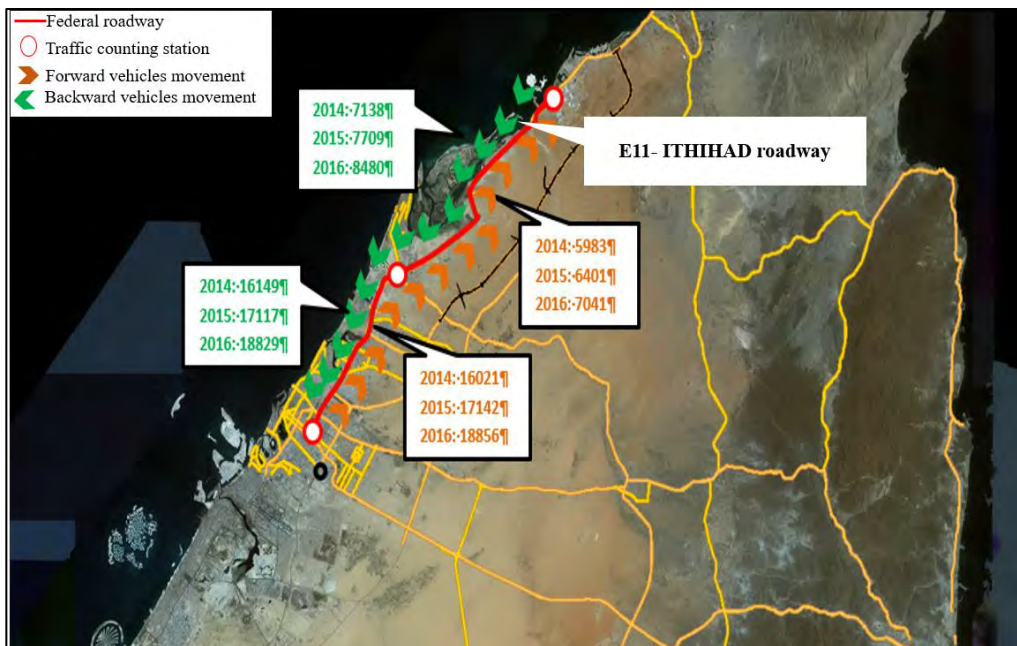 Federal roadway
Traffic counting station
Forward vehicles movement
Backward vehicles movement
2014:·7138¶
2015:·7709¶
2016:·8480¶
E11- ITHIHAD roadway
2014:·5983¶
2015:·6401¶
2016:·7041¶
2014:·16149¶
2015:·17117¶
2016:·18829¶
2014:·16021¶
2015:·17142¶
2016:·18856¶